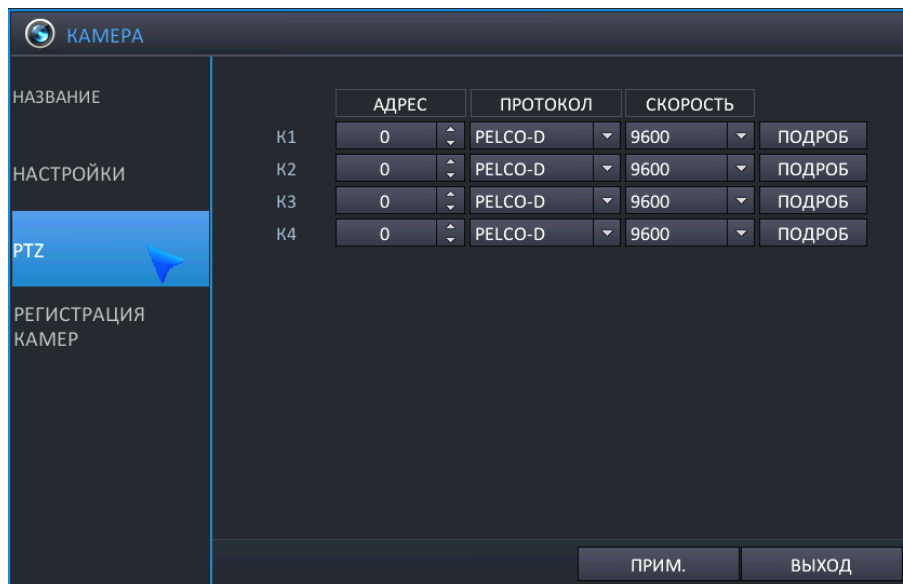 КАМЕРА
НАЗВАНИЕ
НАСТРОЙКИ
PTZ
РЕГИСТРАЦИЯ
КАМЕР
АДРЕС ПРОТОКОЛ СКОРОСТЬ
К1 0 PELCO-D 9600 ПОДРОБ
К2 0 PELCO-D 9600 ПОДРОБ
К3 0 PELCO-D 9600 ПОДРОБ
К4 0 PELCO-D 9600 ПОДРОБ
ПРИМ. ВЫХОД